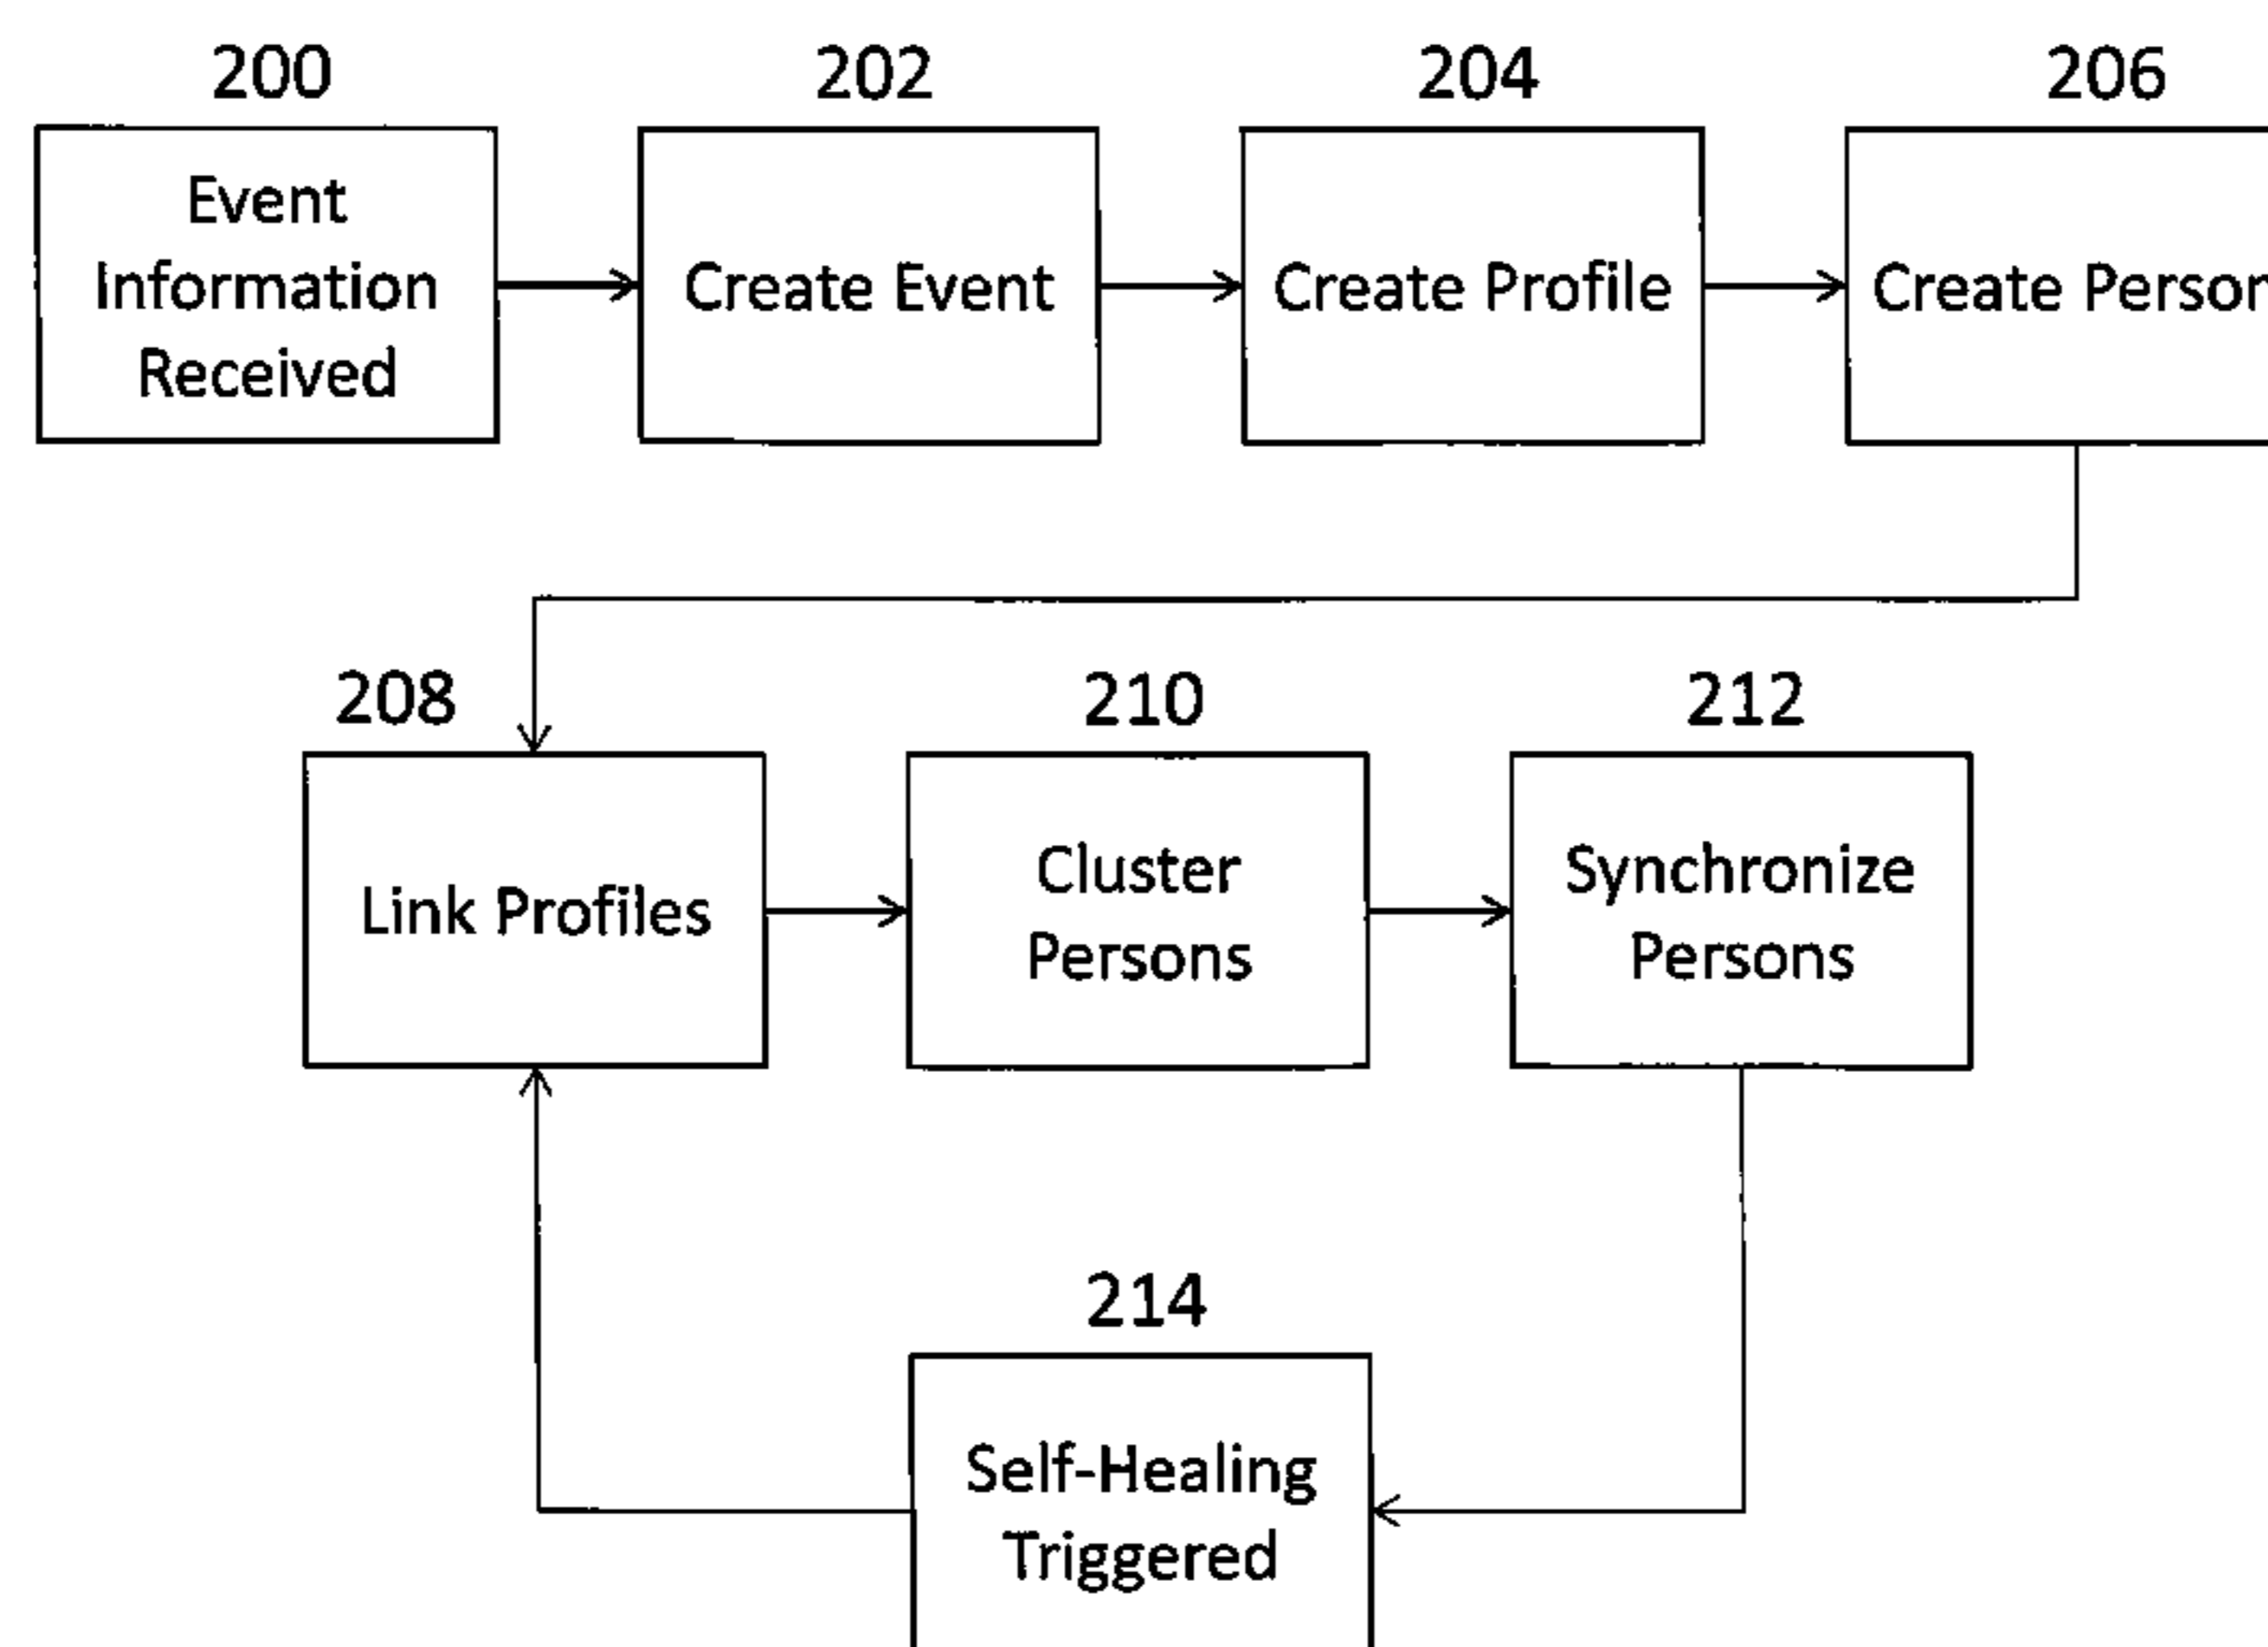 200
202
204
206
Event
Information
Received
Create Event
Create Profile
Create Person
208
210
212
Link Profiles
Cluster
Persons
Synchronize
Persons
214
Self-Healing
Triggered